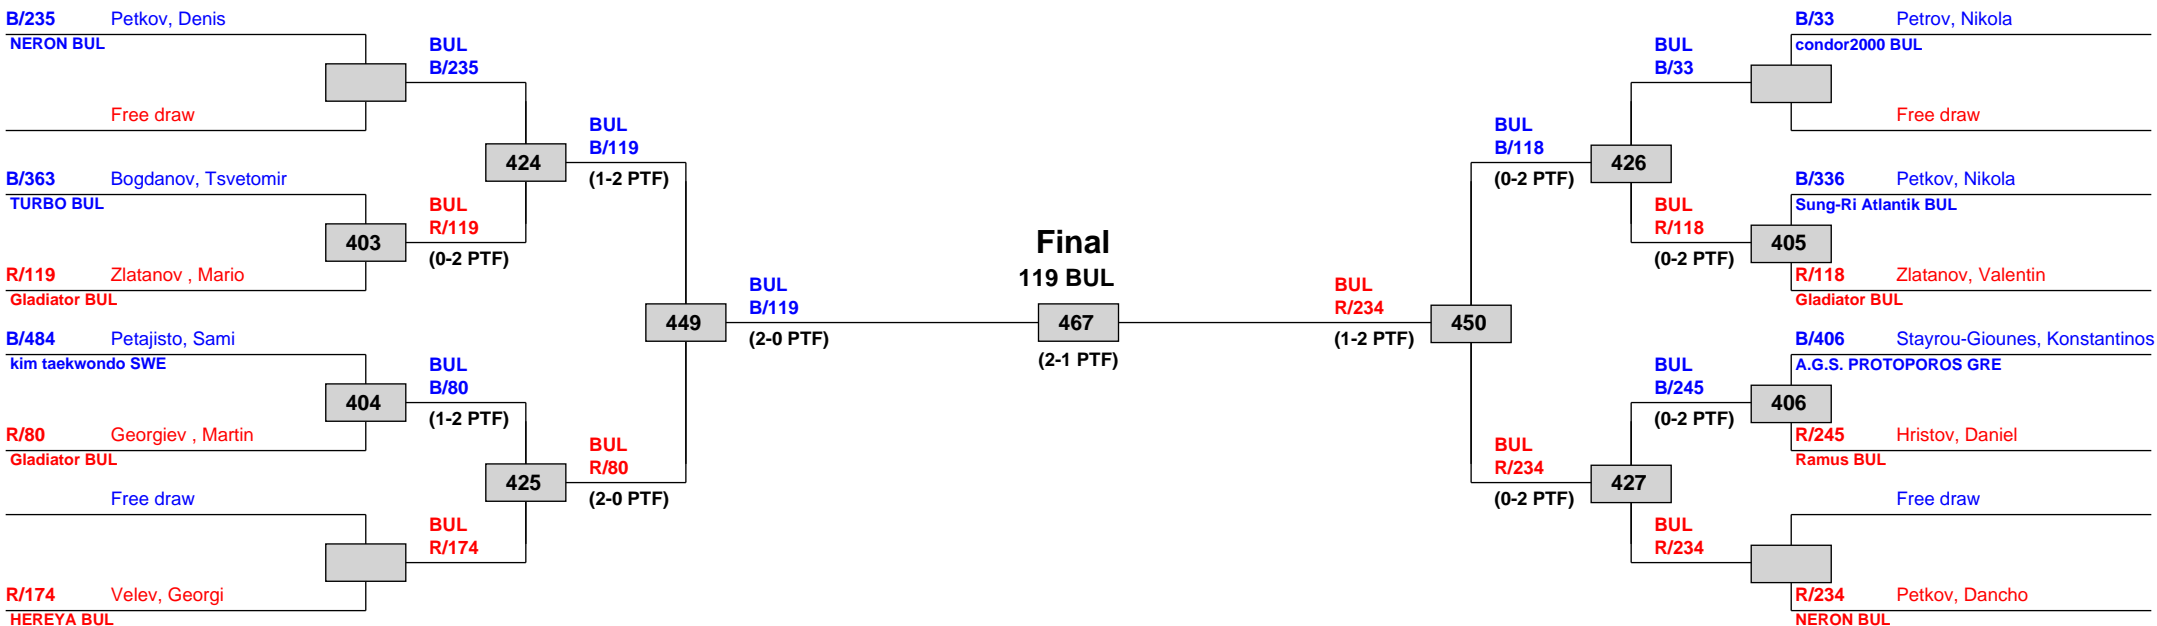 B/235 Petkov, Denis
NERON BUL
Free draw
B/363 Bogdanov, Tsvetomir
TURBO BUL
R/119 Zlatanov , Mario
Gladiator BUL
B/484 Petajisto, Sami
kim taekwondo SWE
R/80 Georgiev , Martin
Gladiator BUL
Free draw
R/174 Velev, Georgi
HEREYA BUL
BUL
B/235
403
BUL
R/119
(0-2 PTF)
404
BUL
B/80
(1-2 PTF)
BUL
R/174
424
BUL
B/119
(1-2 PTF)
425
BUL
R/80
(2-0 PTF)
449
BUL
B/119
(2-0 PTF)
Final
119 BUL
467
(2-1 PTF)
BUL
R/234
(1-2 PTF)
450
BUL
B/118
(0-2 PTF)
426
BUL
R/234
(0-2 PTF)
427
BUL
B/33
BUL
R/118
(0-2 PTF)
405
BUL
B/245
(0-2 PTF)
406
BUL
R/234
B/33 Petrov, Nikola
condor2000 BUL
Free draw
B/336 Petkov, Nikola
Sung-Ri Atlantik BUL
R/118 Zlatanov, Valentin
Gladiator BUL
B/406 Stayrou-Giounes, Konstantinos
A.G.S. PROTOPOROS GRE
R/245 Hristov, Daniel
Ramus BUL
Free draw
R/234 Petkov, Dancho
NERON BUL